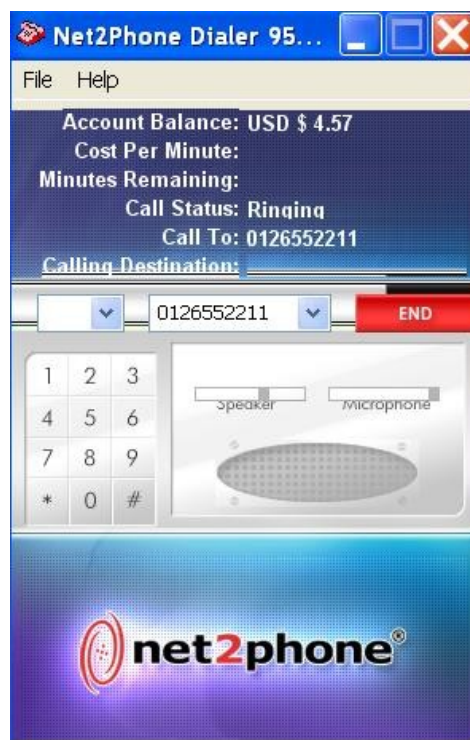 Net2Phone Dialer 95...
File Help
Account Balance: USD $ 4.57
Cost Per Minute:
Minutes Remaining:
Call Status: Ringing
Call To: 0126552211
Calling Destination:
0126552211 END
1 2 3
Speaker Microphone
4 5 6
7 8 9
* 0 #
net2phone®